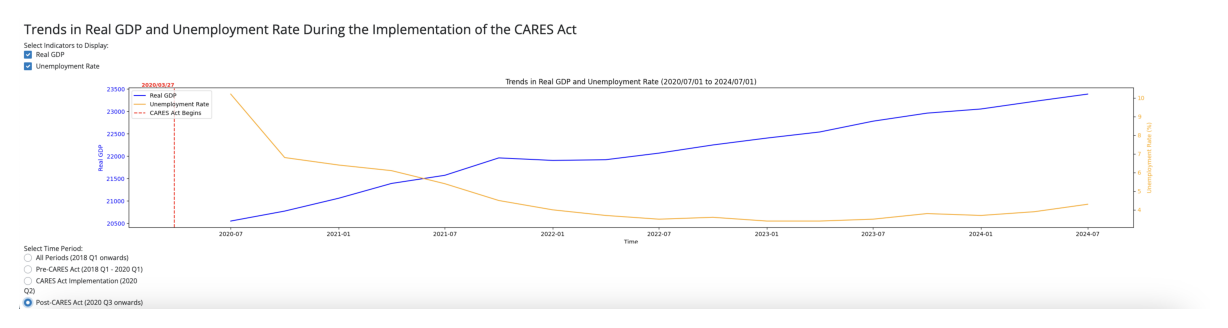 Trends in Real GDP and Unemployment Rate During the Implementation of the CARES Act
Select Indicators to Display:
Real GDP
Unemployment Rate
Trends in Real GDP and Unemployment Rate (2020/07/01 to 2024/07/01)
2020/03/27
Real GDP
Unemployment Rate
CARES Act Begins
23500
23000
22500
22000
21500
21000
20500
Real GDP
10
9
8
7
6
5
4
Unemployment Rate (%)
2020-07
2021-01
2021-07
2022-01
2022-07
2023-01
2023-07
2024-01
2024-07
Time
Select Time Period:
All Periods (2018 Q1 onwards)
Pre-CARES Act (2018 Q1 - 2020 Q1)
CARES Act Implementation (2020
Q2)
Post-CARES Act (2020 Q3 onwards)